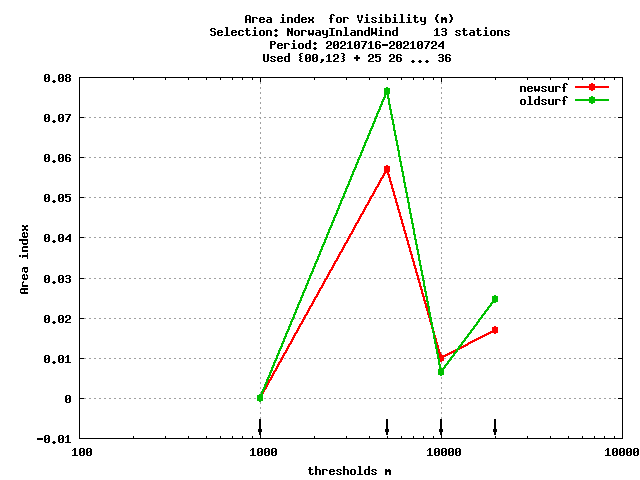 Area index  for Visibility (m)
Selection: NorwayInlandWind     13 stations
Period: 20210716-20210724
Used {00,12} + 25 26 ... 36
newsurf
oldsurf
0.08
0.07
0.06
0.05
0.04
0.03
0.02
0.01
0
-0.01
Area index
100
1000
10000
10000
thresholds m